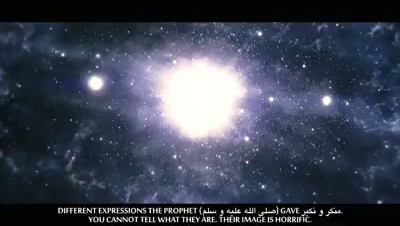 DIFFERENT EXPRESSIONS THE PROPHET (صلى الله عليه و سلم) GAVE منكر و نكير.
YOU CANNOT TELL WHAT THEY ARE. THEIR IMAGE IS HORRIFIC.